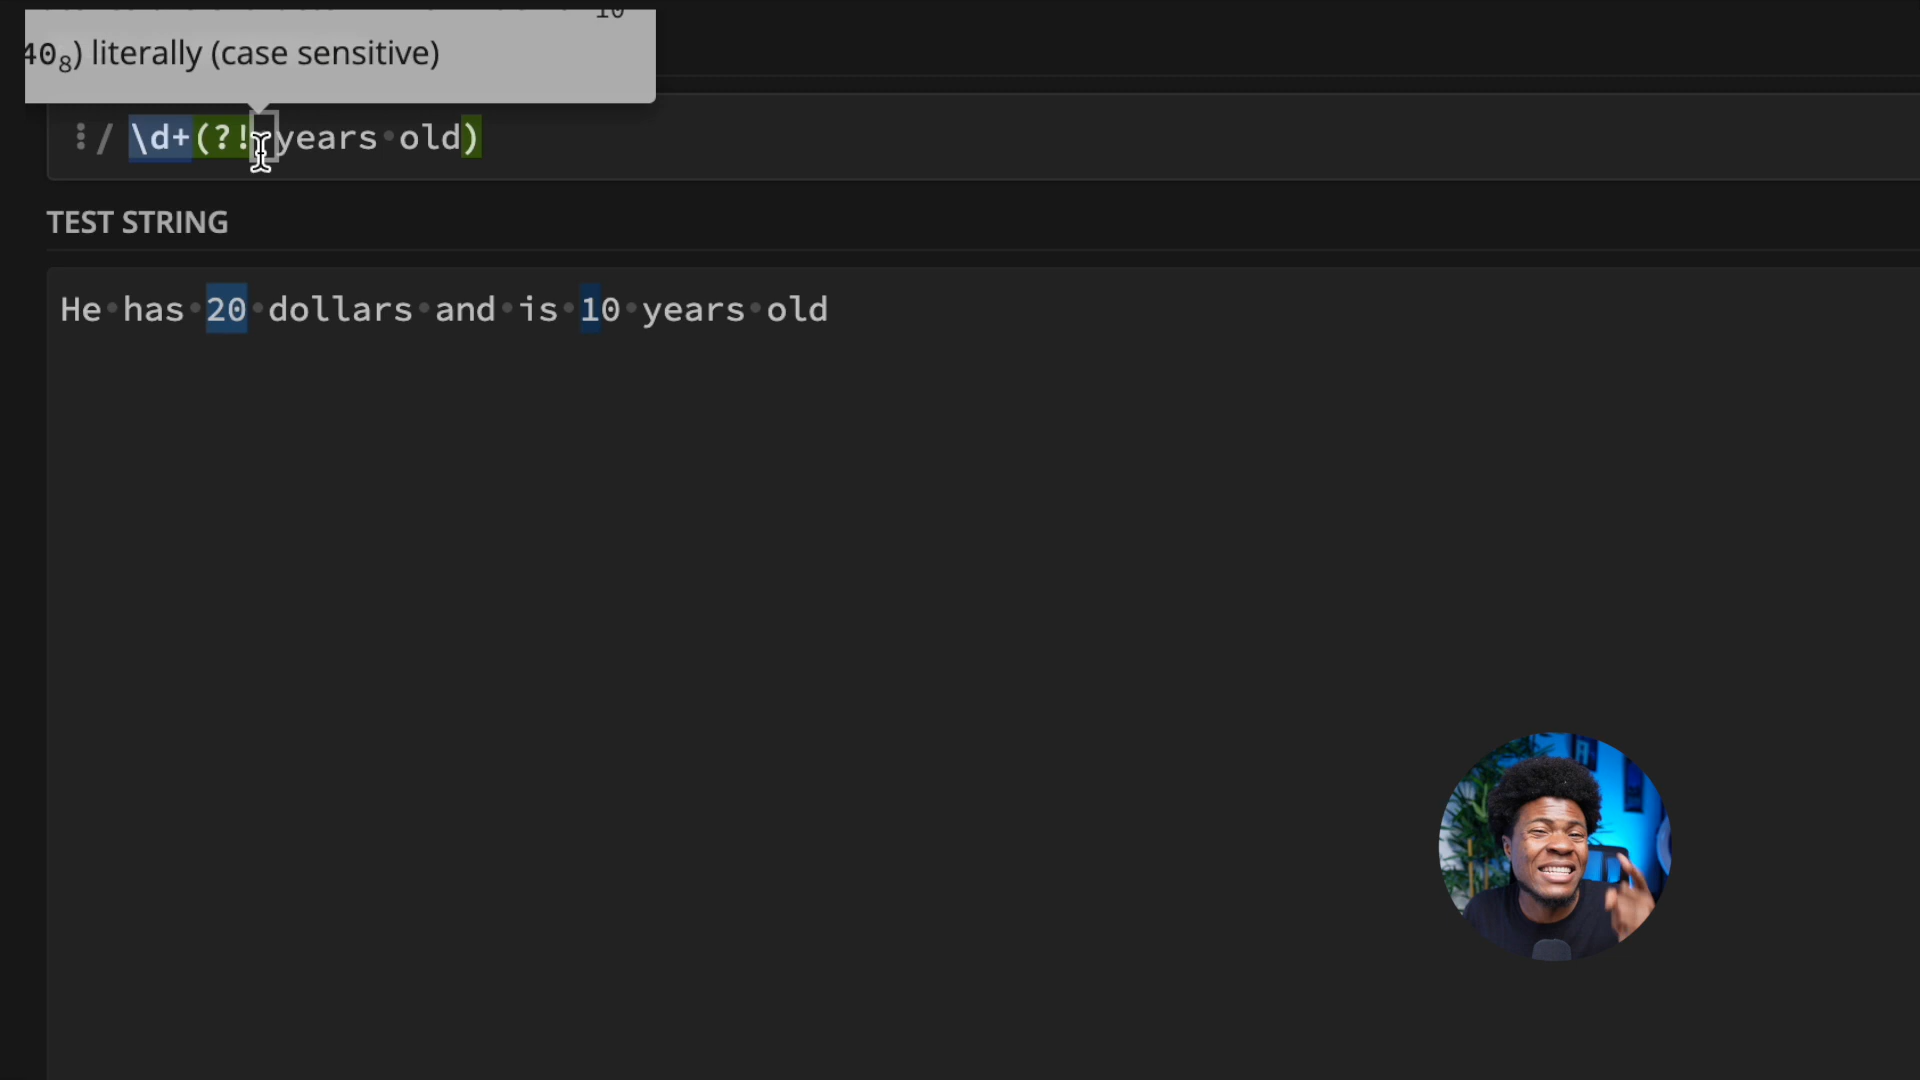 40₈) literally (case sensitive)
/ \d+(?! years old)
TEST STRING
He has 20 dollars and is 10 years old